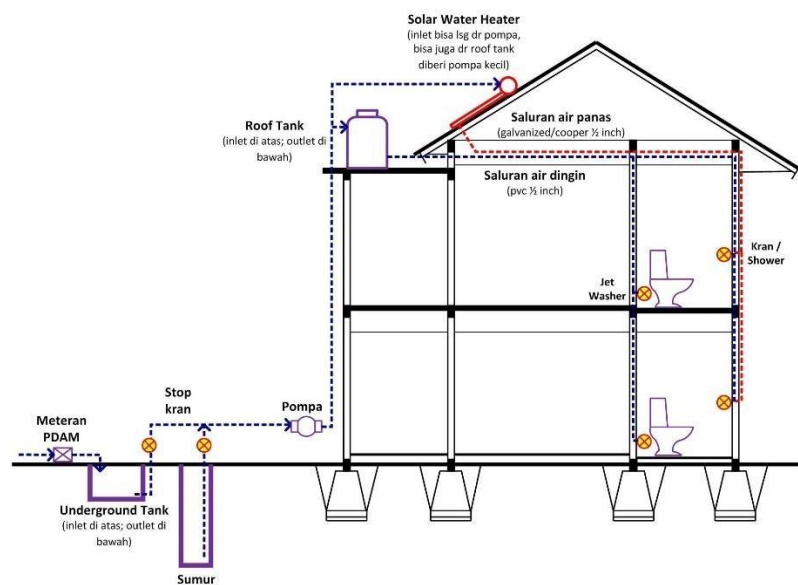 Solar Water Heater
(inlet bisa lsg dr pompa,
bisa juga dr roof tank
diberi pompa kecil)
Roof Tank
(inlet di atas; outlet di
bawah)
Saluran air panas
(galvanized/cooper ½ inch)
Saluran air dingin
(pvc ½ inch)
Kran /
Shower
Jet
Washer
Stop
kran
Pompa
Meteran
PDAM
Underground Tank
(inlet di atas; outlet di
bawah)
Sumur